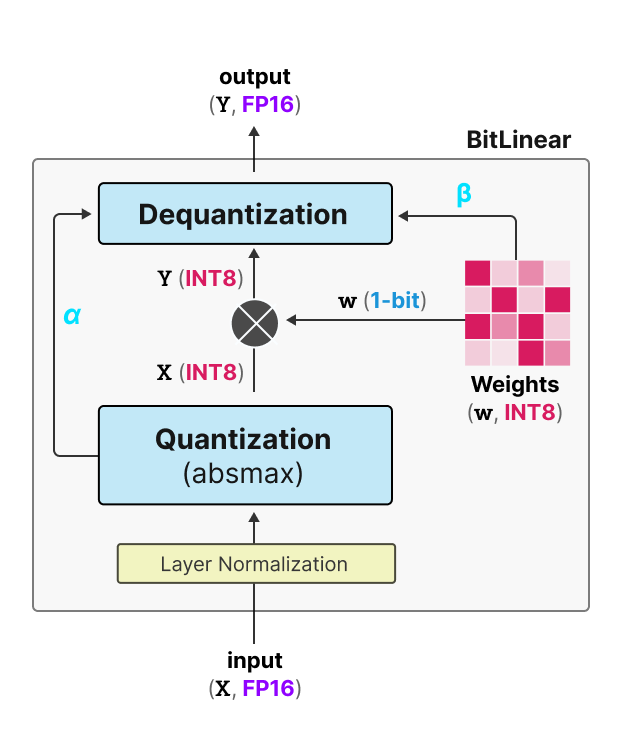 output
(Y, FP16)
BitLinear
β
Dequantization
Y (INT8)
w (1-bit)
α
X (INT8)
Weights
(w, INT8)
Quantization
(absmax)
Layer Normalization
input
(X, FP16)